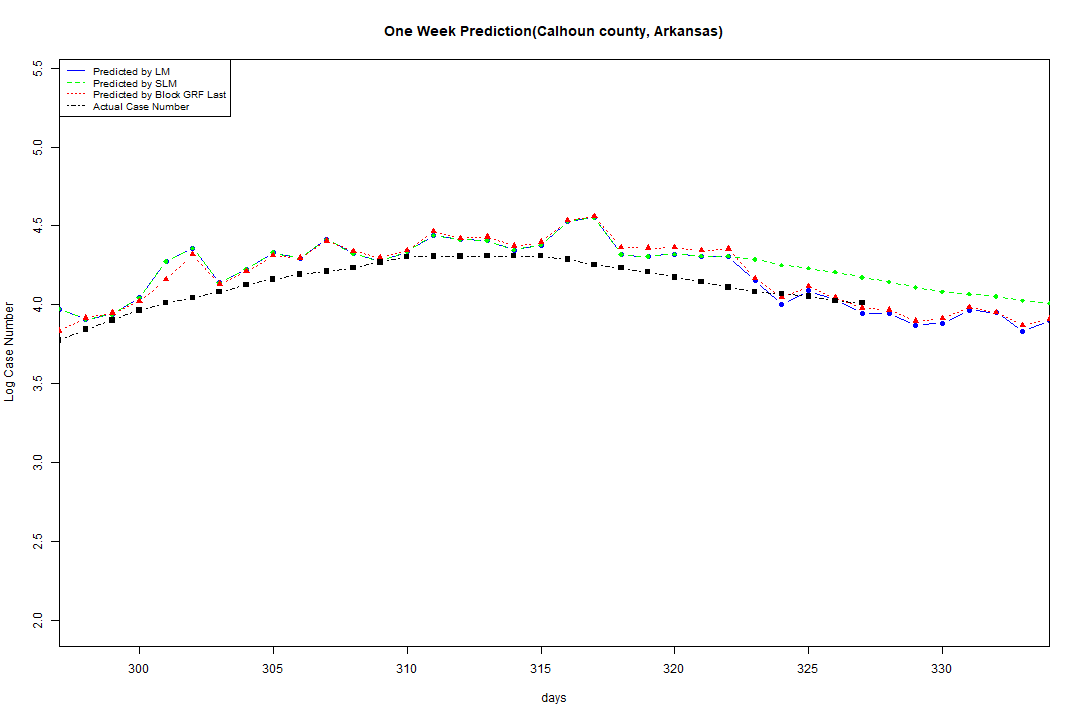 One Week Prediction(Calhoun county, Arkansas)
Predicted by LM
Predicted by SLM
Predicted by Block GRF Last
Actual Case Number
5.5
5.0
4.5
4.0
3.5
3.0
2.5
2.0
Log Case Number
300 305 310 315 320 325 330
days